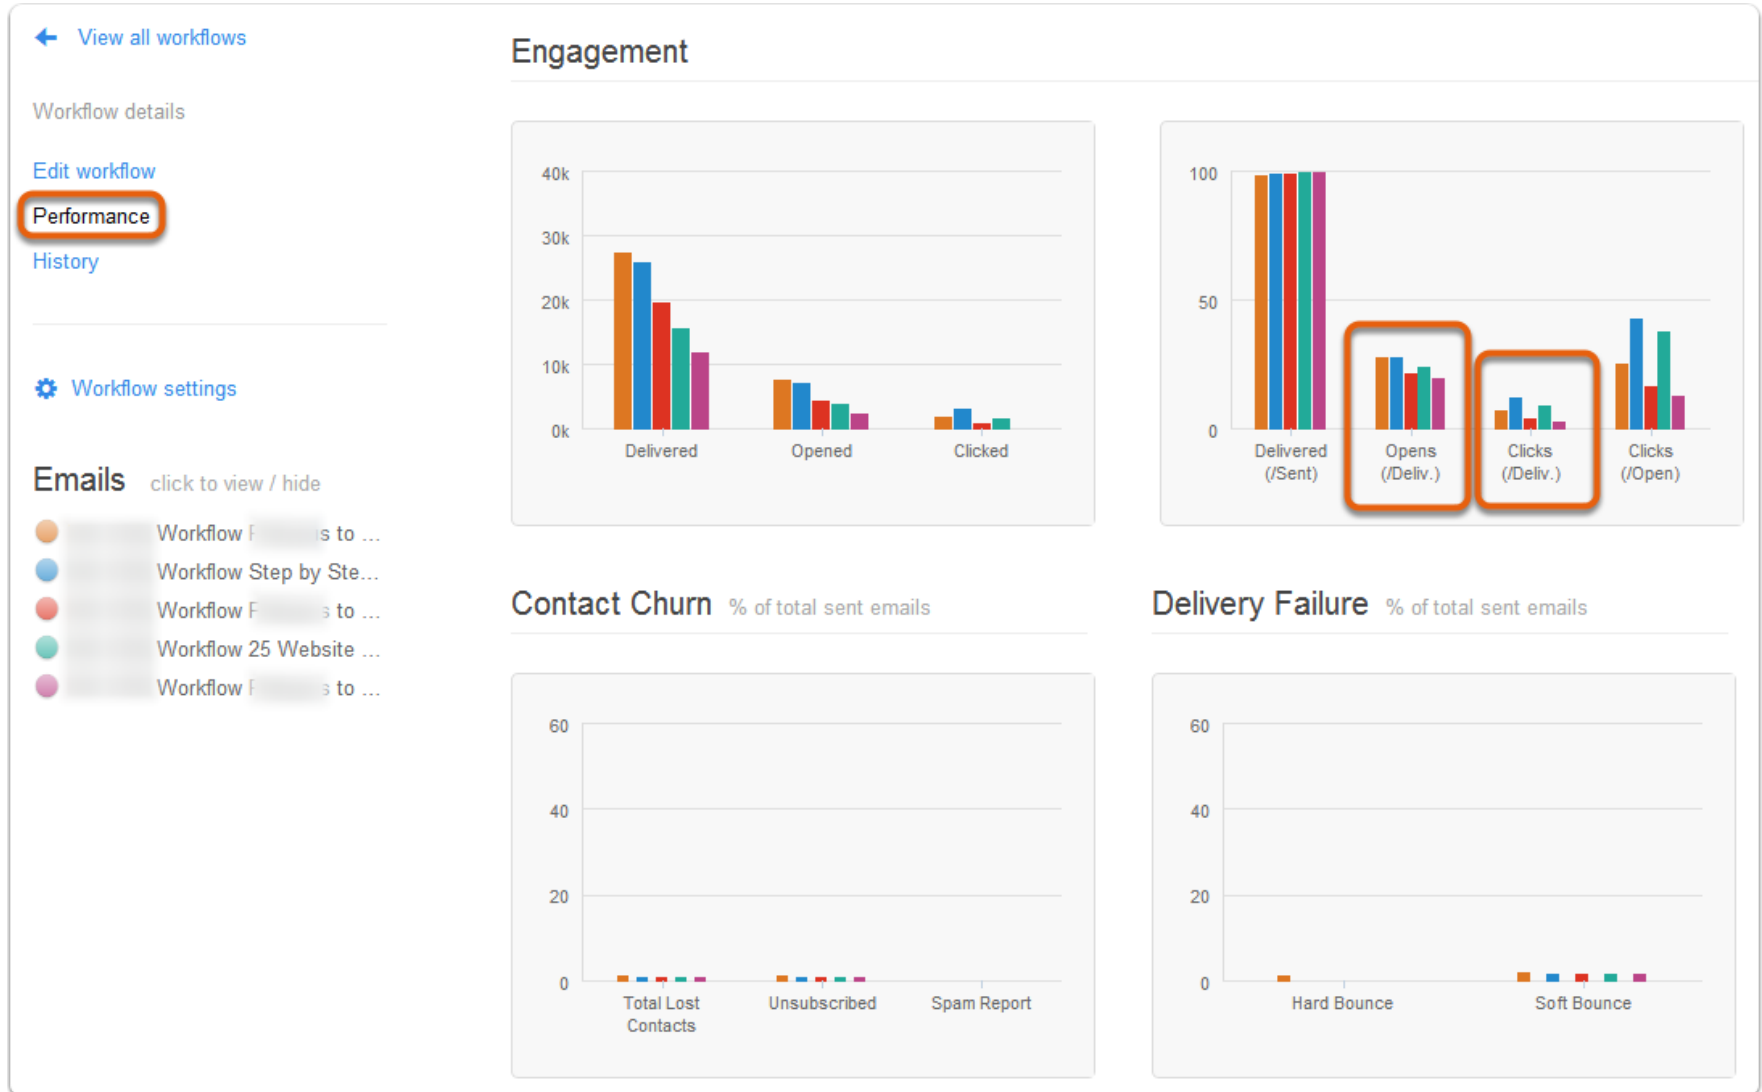 View all workflows
Workflow details
Edit workflow
Performance
History
Workflow settings
Emails click to view / hide
Workflow s to ...
Workflow Step by Ste...
Workflow s to ...
Workflow 25 Website ...
Workflow s to ...
Engagement
40k
30k
20k
10k
0k
Delivered Opened Clicked
100
50
0
Delivered Opens Clicks Clicks
(/Sent) (/Deliv.) (/Deliv.) (/Open)
Contact Churn % of total sent emails
60
40
20
0
Total Lost Unsubscribed Spam Report
Contacts
Delivery Failure % of total sent emails
60
40
20
0
Hard Bounce Soft Bounce